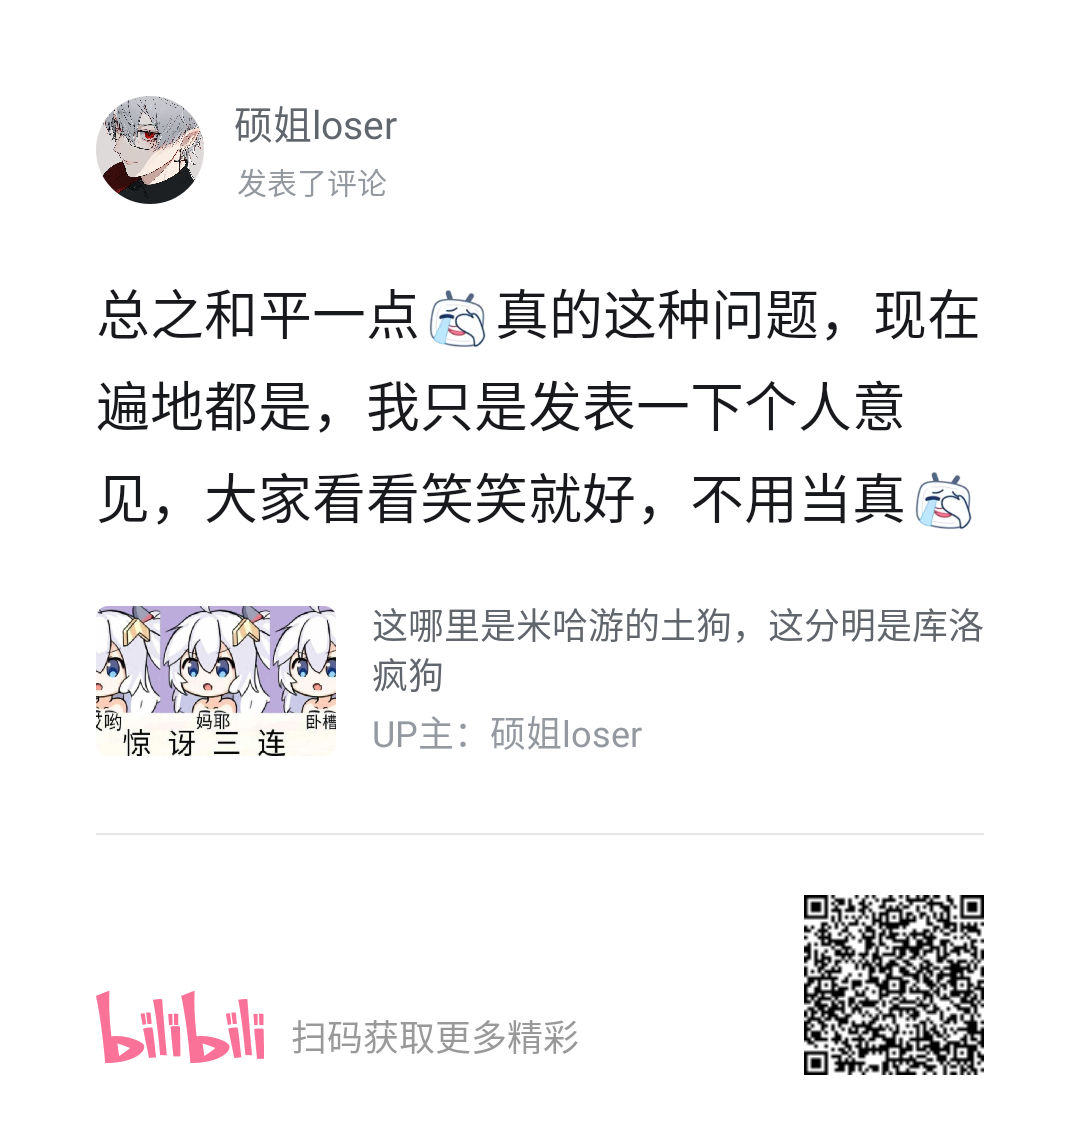 硕姐loser
发表了评论
总之和平一点真的这种问题，现在
遍地都是，我只是发表一下个人意
见，大家看看笑笑就好，不用当真
这哪里是米哈游的土狗，这分明是库洛
疯狗
UP主：硕姐loser
哎哟 妈耶 卧槽
惊讶三连
bilibili 扫码获取更多精彩